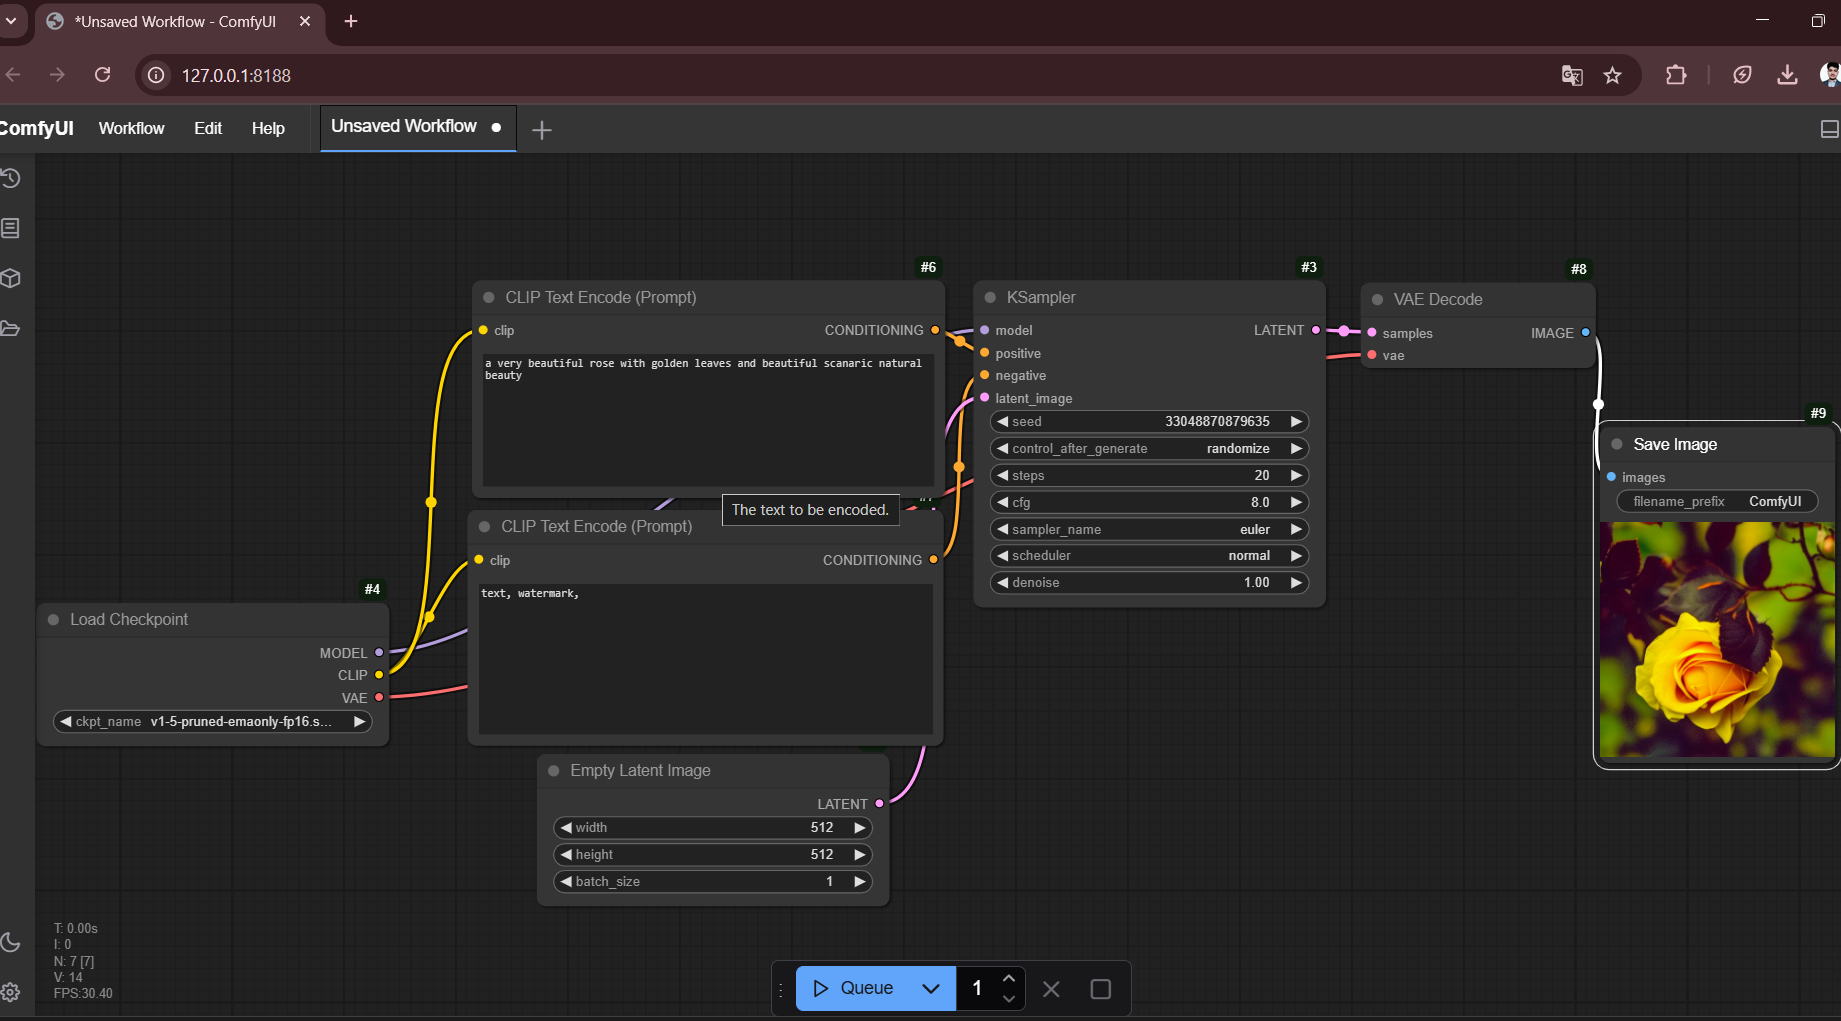 *Unsaved Workflow - ComfyUI
127.0.0.1:8188
ComfyUI Workflow Edit Help Unsaved Workflow
#6
CLIP Text Encode (Prompt)
clip CONDITIONING
a very beautiful rose with golden leaves and beautiful scanaric natural
beauty
The text to be encoded.
CLIP Text Encode (Prompt)
clip CONDITIONING
text, watermark,
#4
Load Checkpoint
MODEL
CLIP
VAE
ckpt_name v1-5-pruned-emaonly-fp16.s...
Empty Latent Image
LATENT
width 512
height 512
batch_size 1
#3
KSampler
model LATENT
positive
negative
latent_image
seed 33048870879635
control_after_generate randomize
steps 20
cfg 8.0
sampler_name euler
scheduler normal
denoise 1.00
#8
VAE Decode
samples IMAGE
vae
#9
Save Image
images
filename_prefix ComfyUI
T: 0.00s
I: 0
N: 7 [7]
V: 14
FPS:30.40
Queue 1